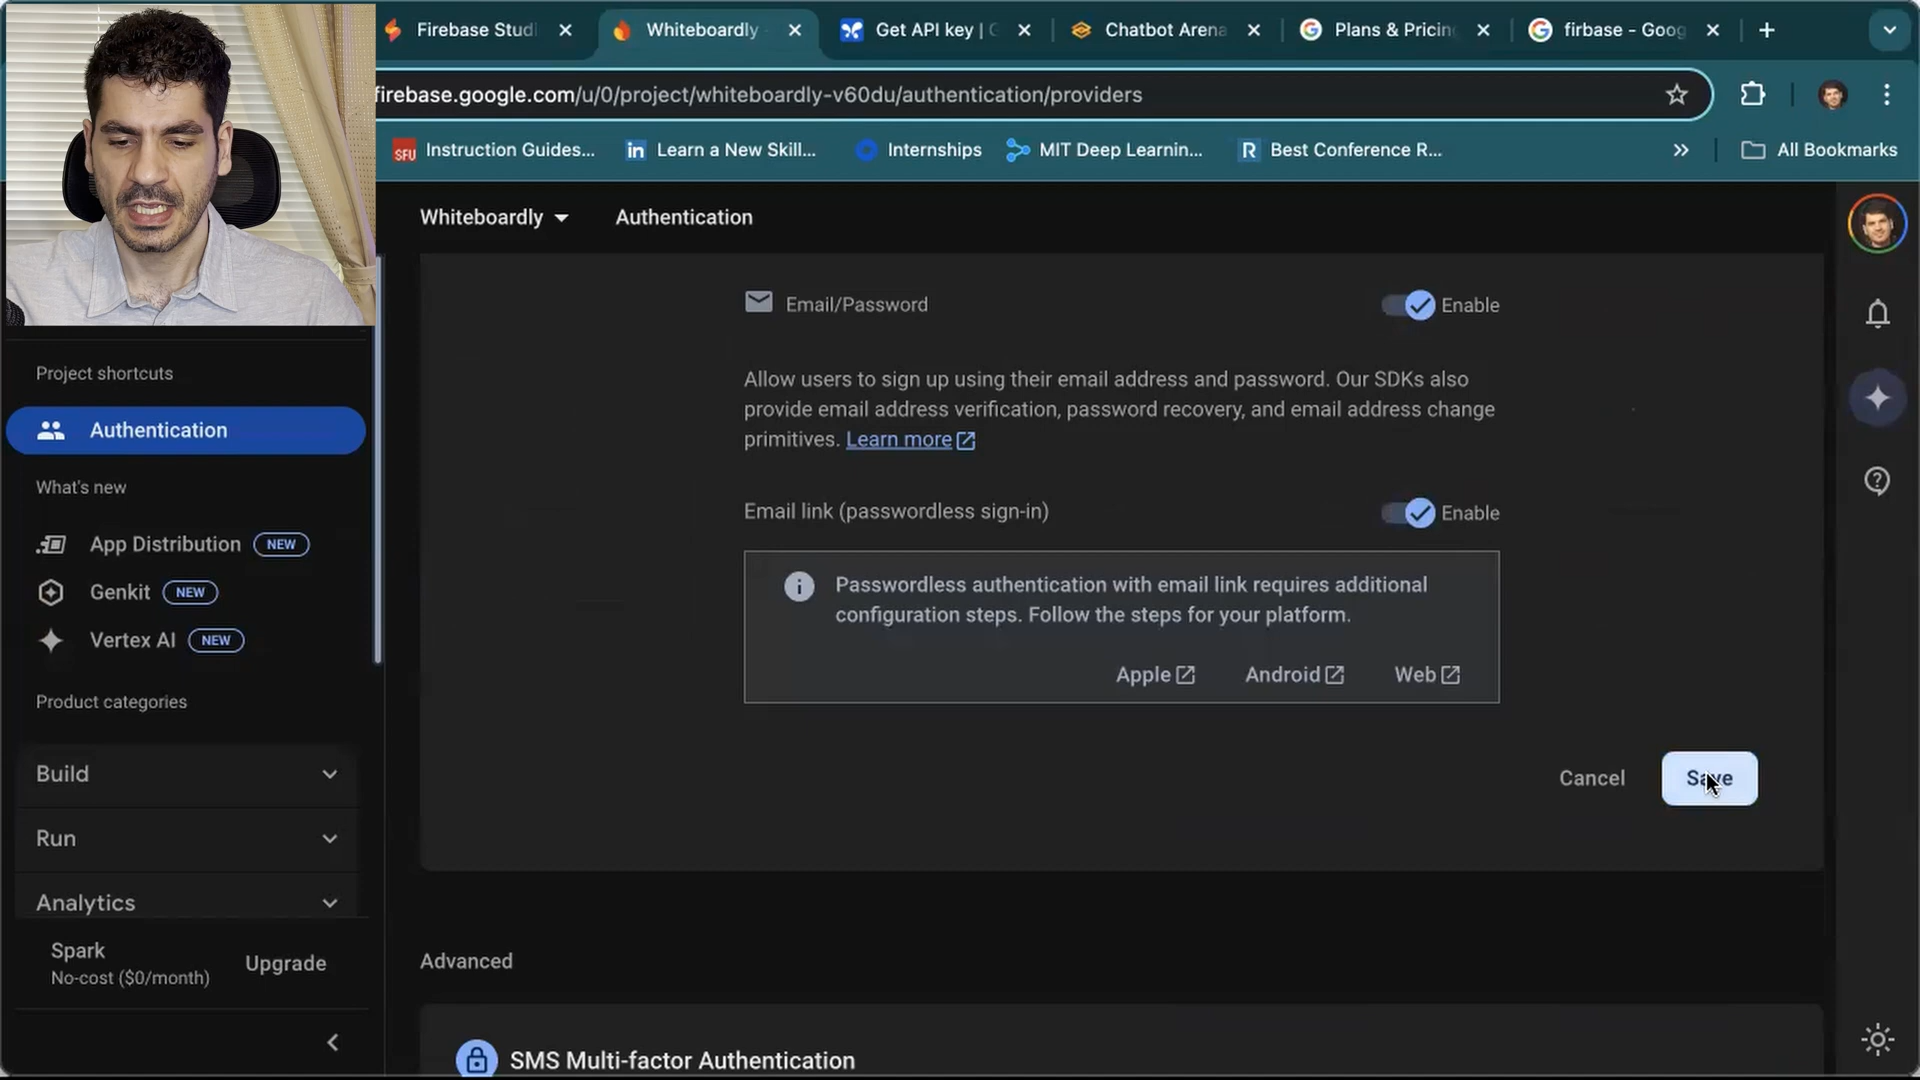 Firebase Studi
Whiteboardly
Get API key | G
Chatbot Arena
Plans & Pricing
firbase - Goog
firebase.google.com/u/0/project/whiteboardly-v60du/authentication/providers
SFU
Instruction Guides...
in
Learn a New Skill...
Internships
MIT Deep Learnin...
R
Best Conference R...
All Bookmarks
Whiteboardly
Authentication
Email/Password
Enable
Allow users to sign up using their email address and password. Our SDKs also
provide email address verification, password recovery, and email address change
primitives. Learn more
Email link (passwordless sign-in)
Enable
Passwordless authentication with email link requires additional
configuration steps. Follow the steps for your platform.
Apple
Android
Web
Cancel
Save
Advanced
SMS Multi-factor Authentication
Project shortcuts
Authentication
What's new
App Distribution NEW
Genkit NEW
Vertex AI NEW
Product categories
Build
Run
Analytics
Spark
No-cost ($0/month)
Upgrade